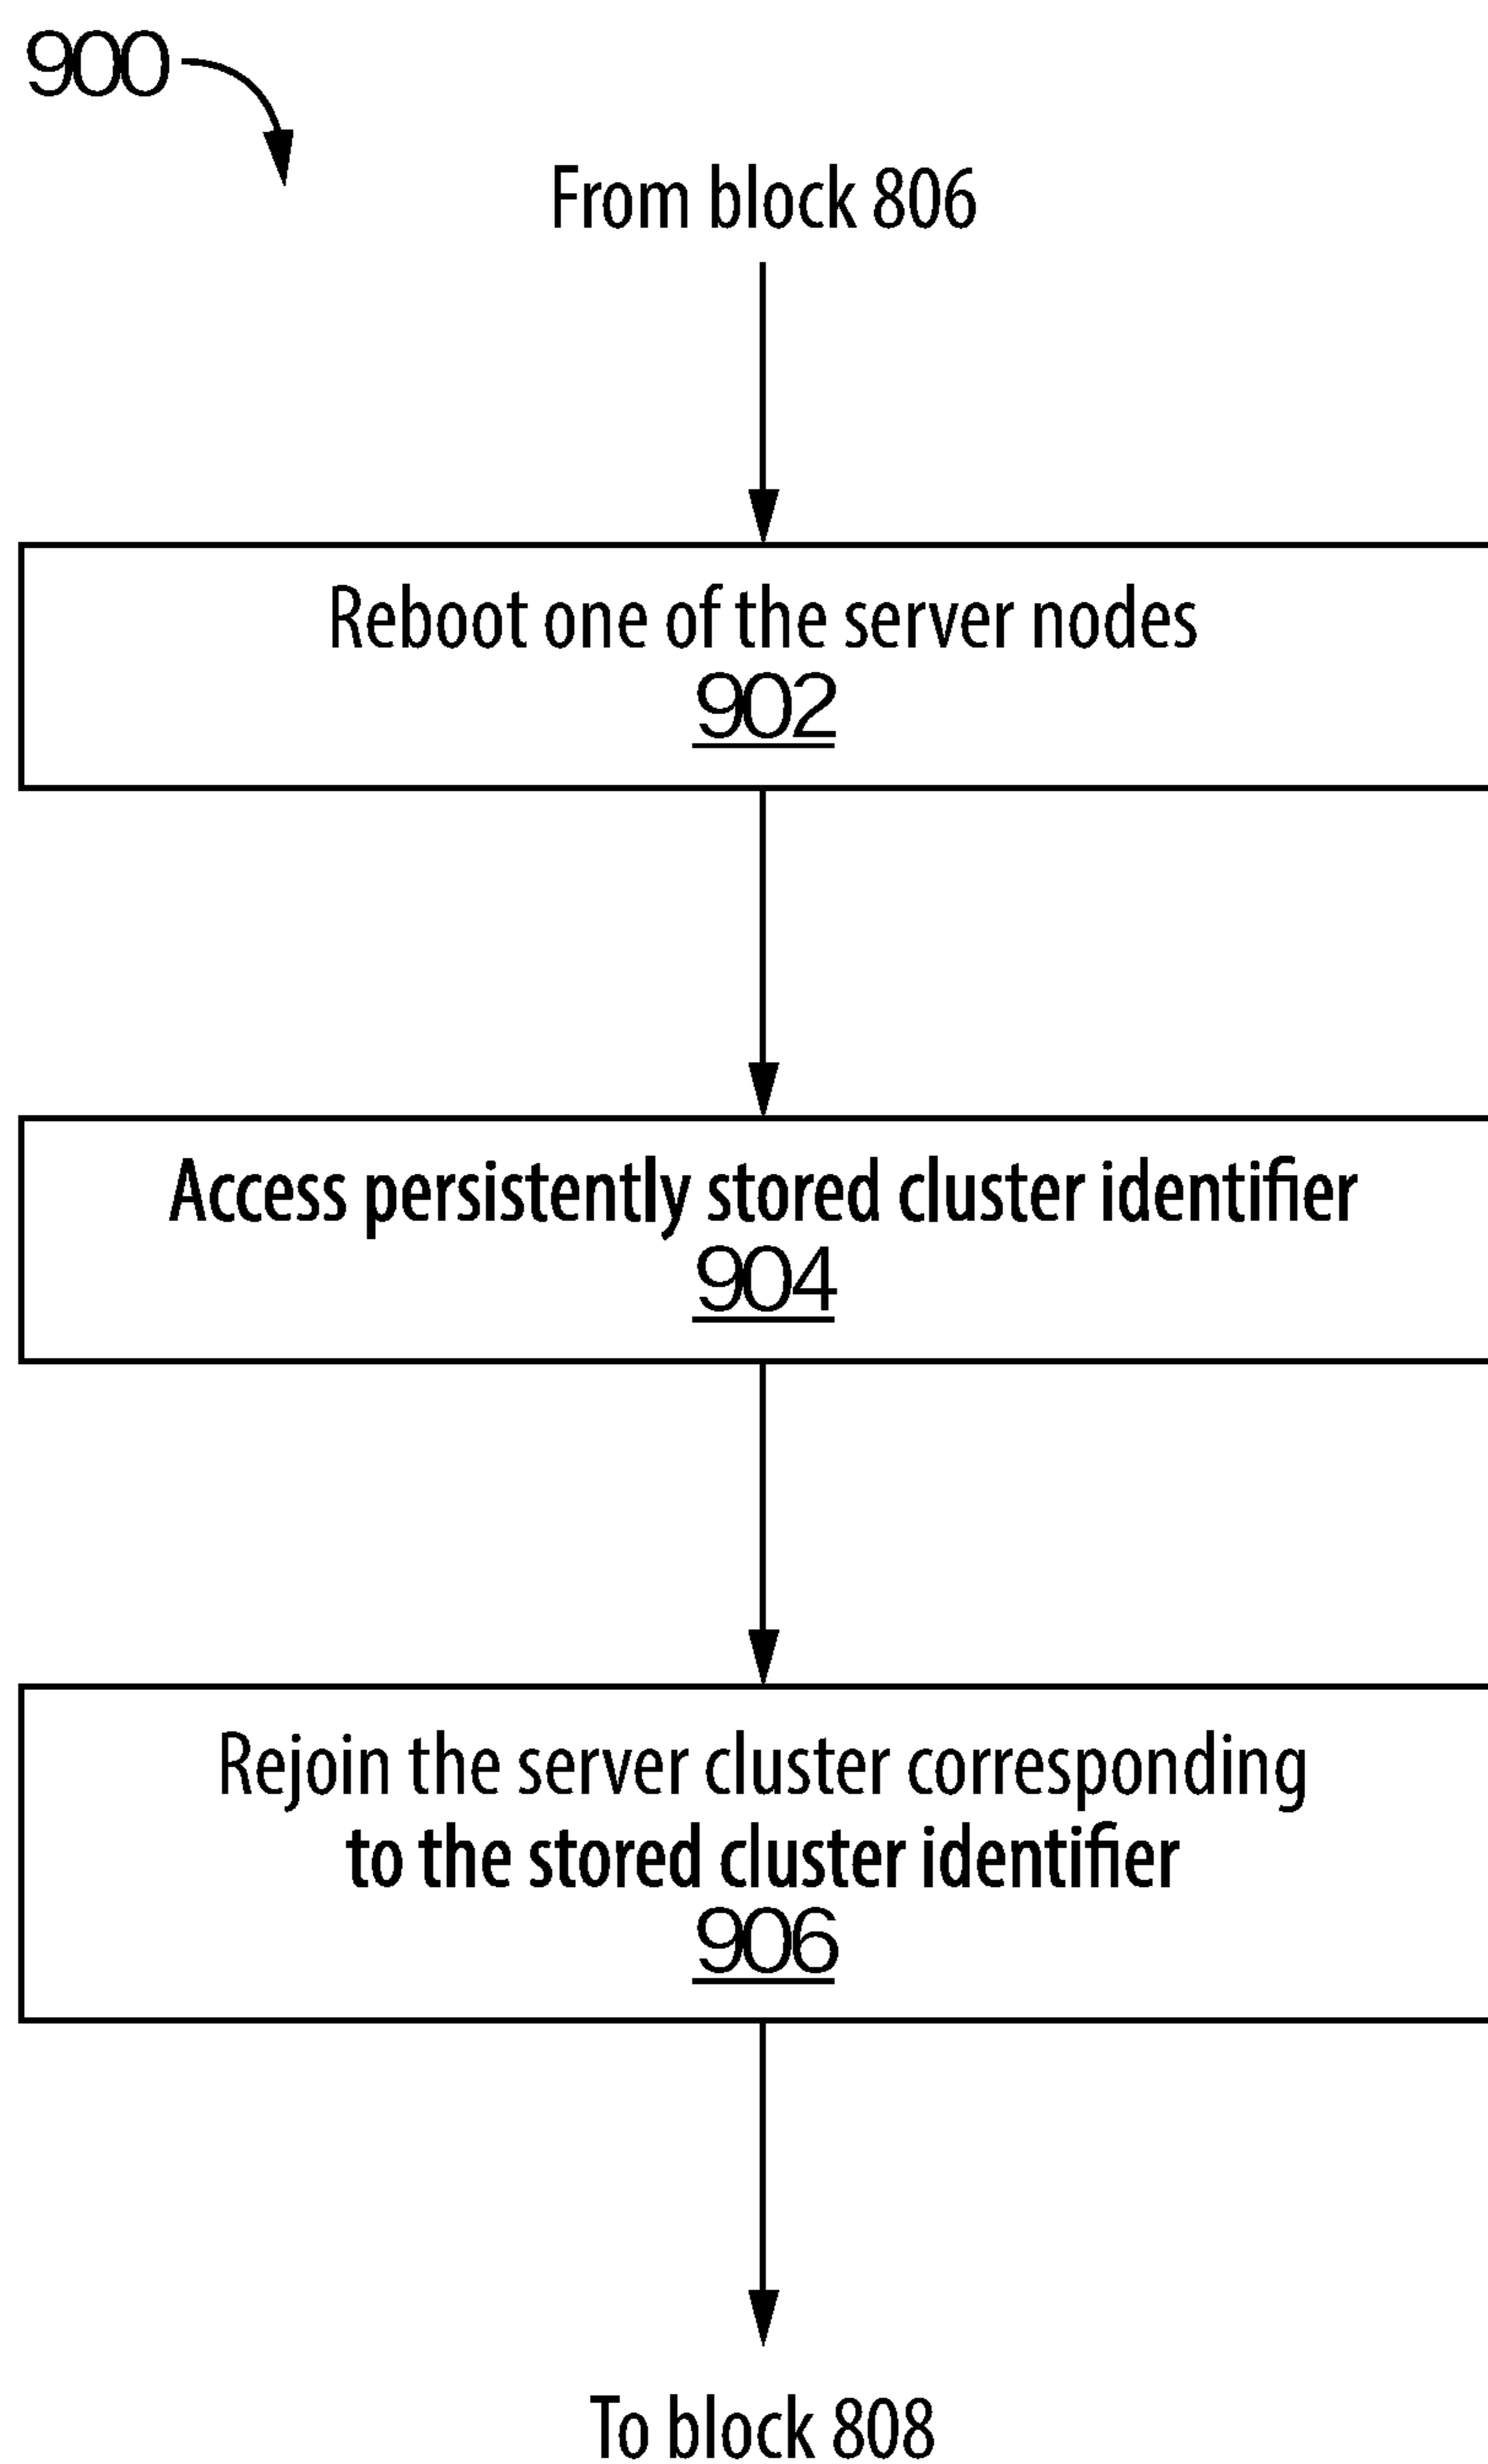 900
From block 806
Reboot one of the server nodes
902
Access persistently stored cluster identifier
904
Rejoin the server cluster corresponding
to the stored cluster identifier
906
To block 808